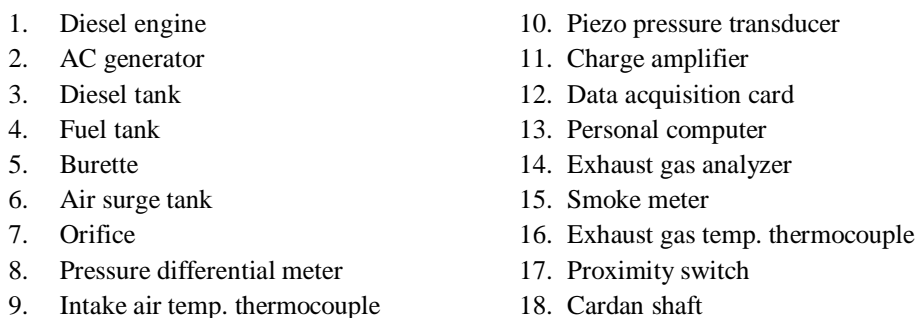 1. Diesel engine
2. AC generator
3. Diesel tank
4. Fuel tank
5. Burette
6. Air surge tank
7. Orifice
8. Pressure differential meter
9. Intake air temp. thermocouple
10. Piezo pressure transducer
11. Charge amplifier
12. Data acquisition card
13. Personal computer
14. Exhaust gas analyzer
15. Smoke meter
16. Exhaust gas temp. thermocouple
17. Proximity switch
18. Cardan shaft